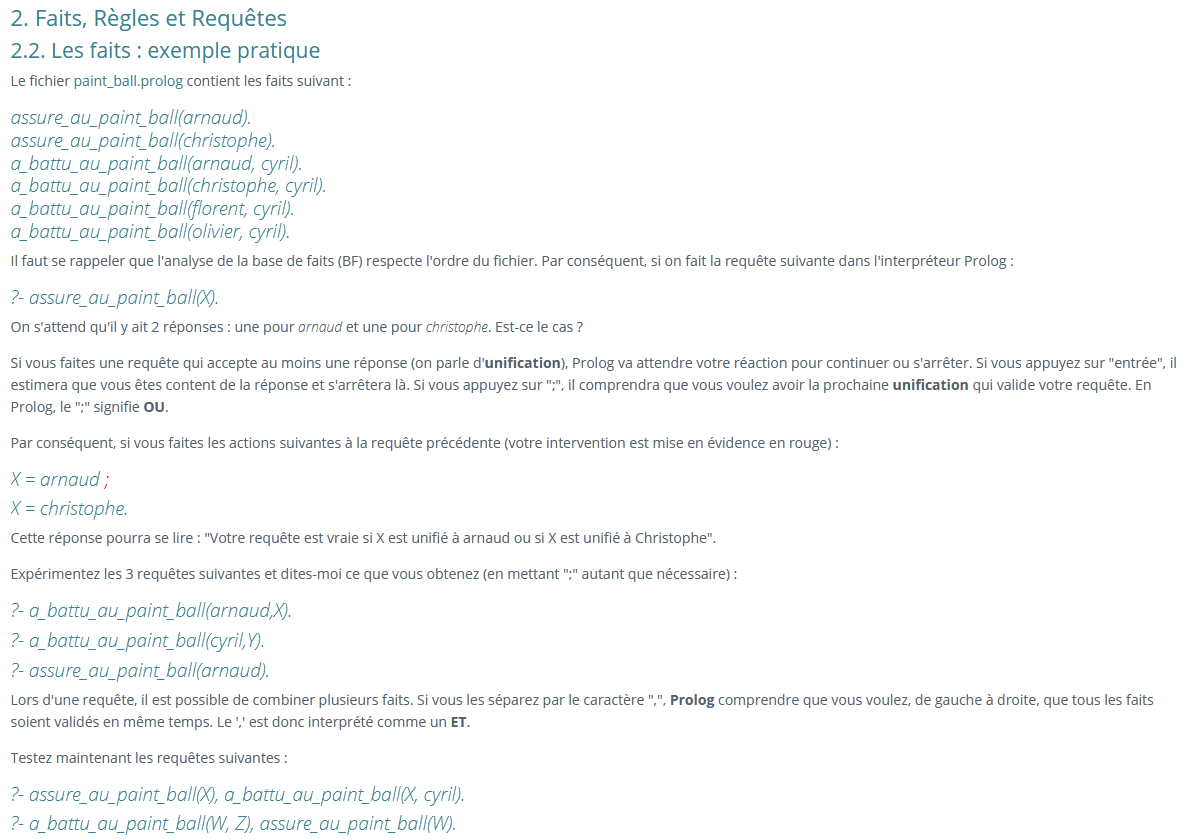 2. Faits, Règles et Requêtes
2.2. Les faits : exemple pratique
Le fichier paint_ball.prolog contient les faits suivant :
assure_au_paint_ball(arnaud).
assure_au_paint_ball(christophe).
a_battu_au_paint_ball(arnaud, cyril).
a_battu_au_paint_ball(christophe, cyril).
a_battu_au_paint_ball(florent, cyril).
a_battu_au_paint_ball(olivier, cyril).
Il faut se rappeler que l'analyse de la base de faits (BF) respecte l'ordre du fichier. Par conséquent, si on fait la requête suivante dans l'interpréteur Prolog :
?- assure_au_paint_ball(X).
On s'attend qu'il y ait 2 réponses : une pour arnaud et une pour christophe. Est-ce le cas ?
Si vous faites une requête qui accepte au moins une réponse (on parle d'unification), Prolog va attendre votre réaction pour continuer ou s'arrêter. Si vous appuyez sur "entrée", il
estimera que vous êtes content de la réponse et s'arrêtera là. Si vous appuyez sur ";", il comprendra que vous voulez avoir la prochaine unification qui valide votre requête. En
Prolog, le ";" signifie OU.
Par conséquent, si vous faites les actions suivantes à la requête précédente (votre intervention est mise en évidence en rouge) :
X = arnaud ;
X = christophe.
Cette réponse pourra se lire : "Votre requête est vraie si X est unifié à arnaud ou si X est unifié à Christophe".
Expérimentez les 3 requêtes suivantes et dites-moi ce que vous obtenez (en mettant ";" autant que nécessaire) :
?- a_battu_au_paint_ball(arnaud,X).
?- a_battu_au_paint_ball(cyril,Y).
?- assure_au_paint_ball(arnaud).
Lors d'une requête, il est possible de combiner plusieurs faits. Si vous les séparez par le caractère ",", Prolog comprendre que vous voulez, de gauche à droite, que tous les faits
soient validés en même temps. Le ',' est donc interprété comme un ET.
Testez maintenant les requêtes suivantes :
?- assure_au_paint_ball(X), a_battu_au_paint_ball(X, cyril).
?- a_battu_au_paint_ball(W, Z), assure_au_paint_ball(W).